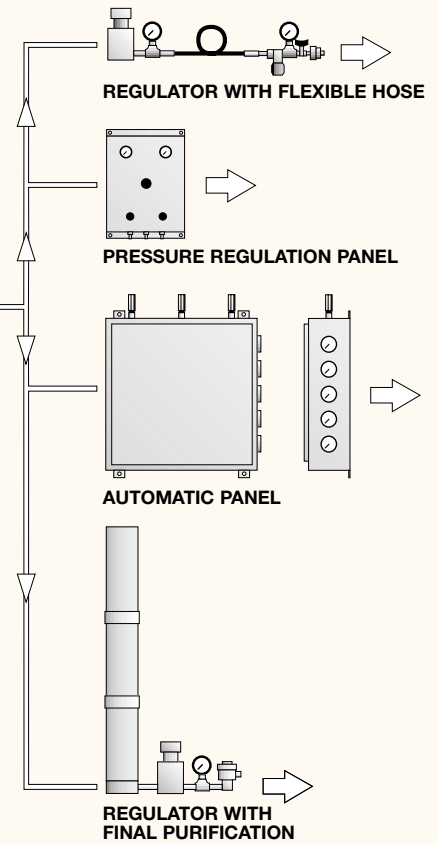 REGULATOR WITH FLEXIBLE HOSE
PRESSURE REGULATION PANEL
AUTOMATIC PANEL
REGULATOR WITH
FINAL PURIFICATION